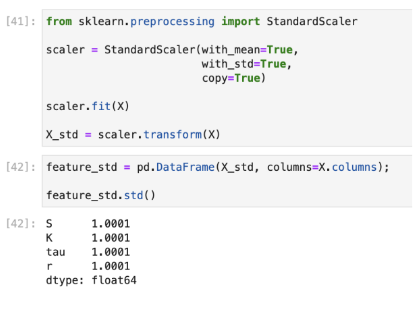 [41]: from sklearn.preprocessing import StandardScaler
scaler = StandardScaler(with_mean=True,
with_std=True,
copy=True)
scaler.fit(X)
X_std = scaler.transform(X)
[42]: feature_std = pd.DataFrame(X_std, columns=X.columns);
feature_std.std()
[42]: S 1.0001
K 1.0001
tau 1.0001
r 1.0001
dtype: float64